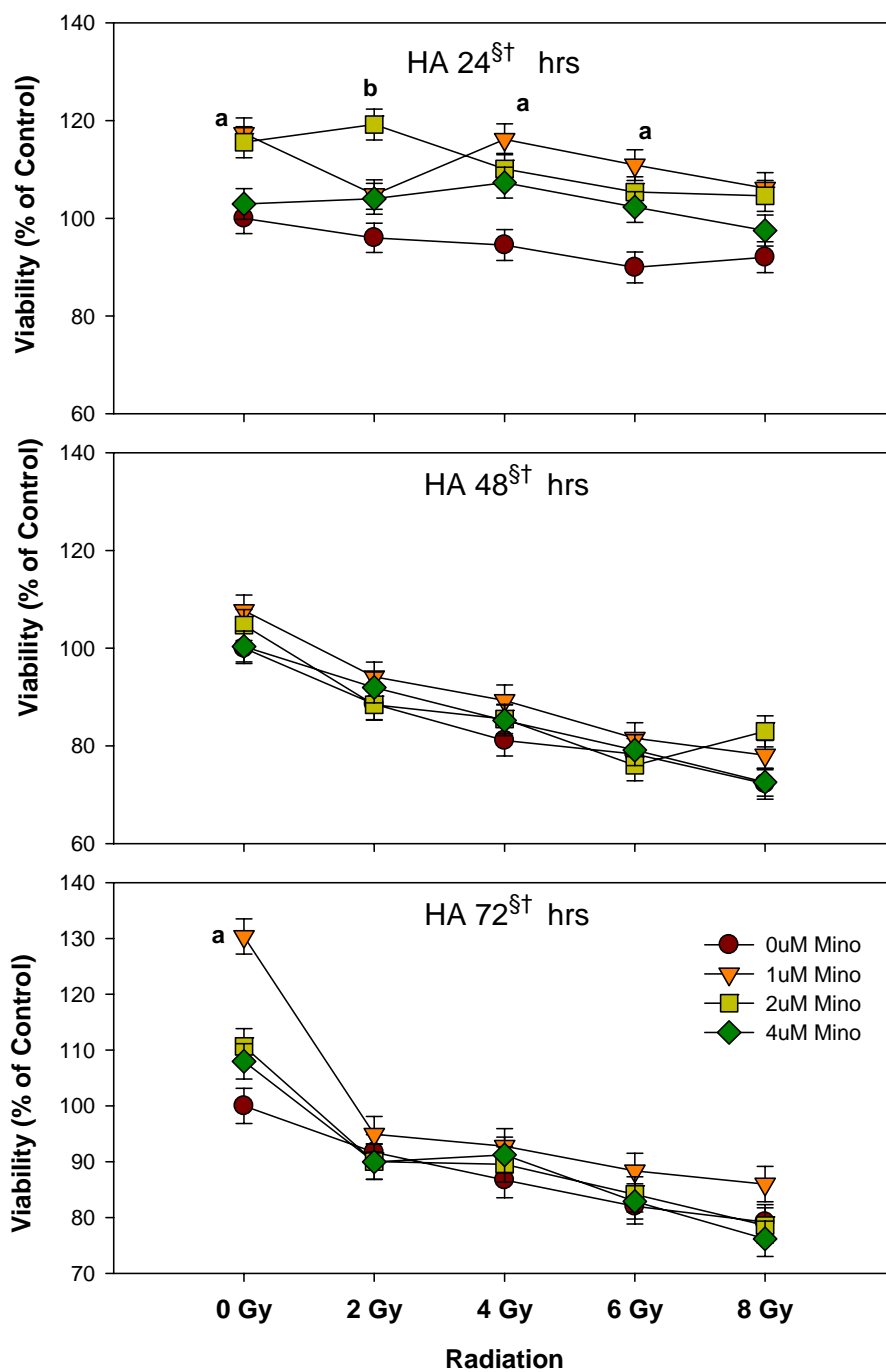 HA 24§† hrs
Viability (% of Control)
140
120
100
80
60
a
b
a
a
HA 48§† hrs
Viability (% of Control)
140
120
100
80
60
HA 72§† hrs
Viability (% of Control)
140
130
120
110
100
90
80
70
a
0uM Mino
1uM Mino
2uM Mino
4uM Mino
0 Gy
2 Gy
4 Gy
6 Gy
8 Gy
Radiation